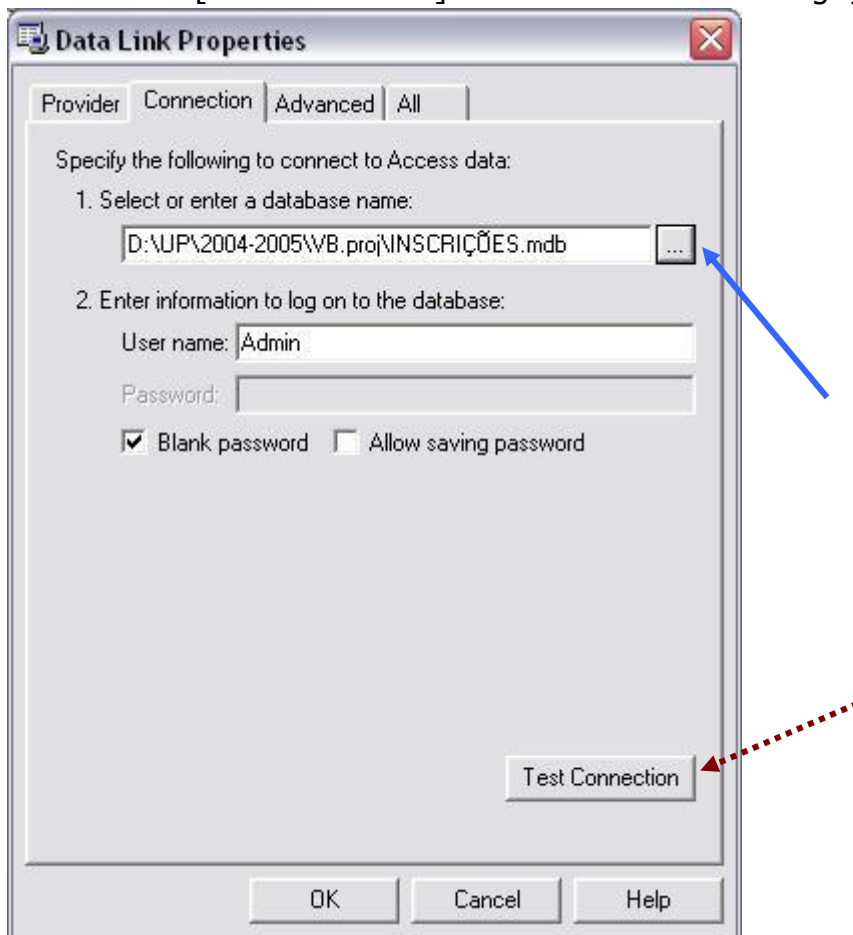 Data Link Properties
Provider Connection Advanced All
Specify the following to connect to Access data:
1. Select or enter a database name:
D:\UP\2004-2005\VB.proj\INSCRIÇÕES.mdb ...
2. Enter information to log on to the database:
User name: Admin
Password:
Blank password Allow saving password
Test Connection
OK Cancel Help